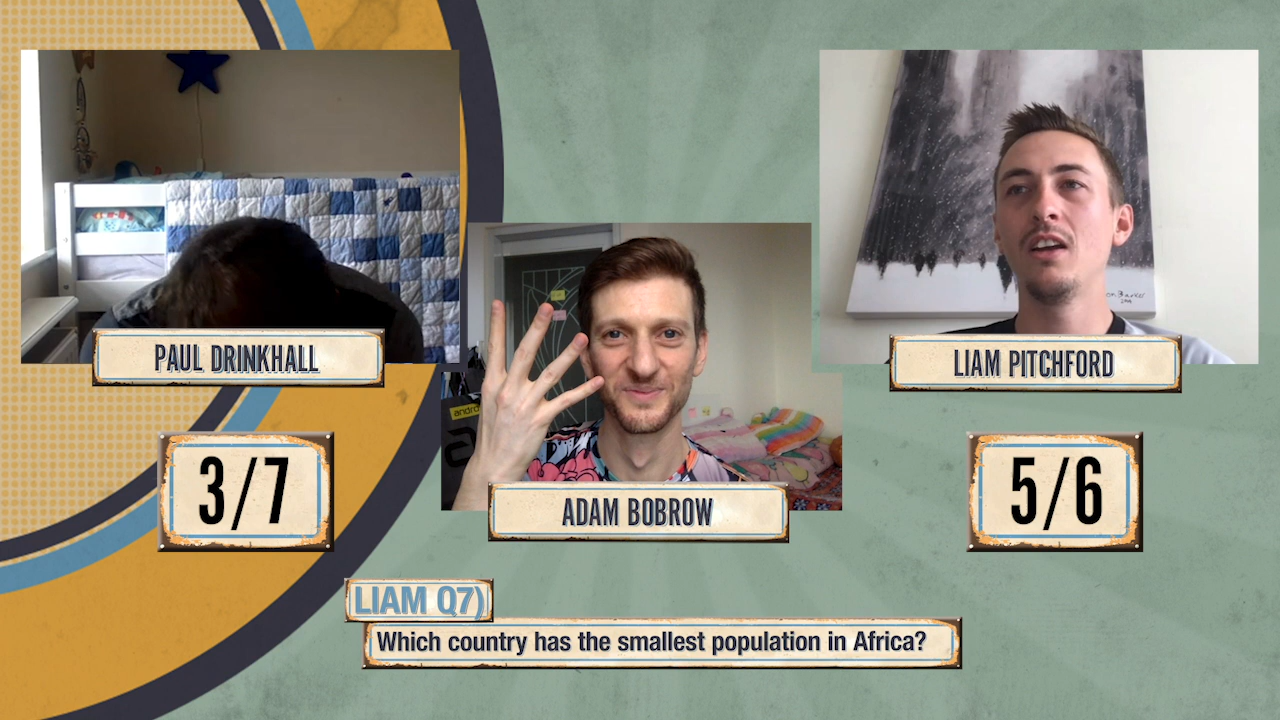 PAUL DRINKHALL
LIAM PITCHFORD
3/7
ADAM BOBROW
5/6
LIAM Q7)
Which country has the smallest population in Africa?